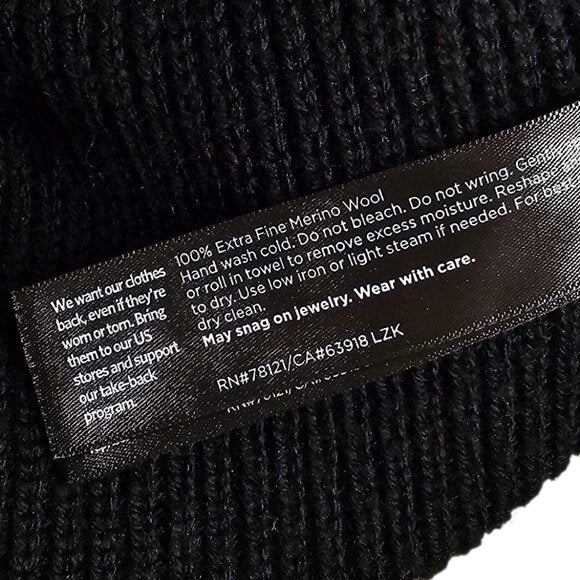 We want our clothes
back, even if they're
worn or torn. Bring
them to our US
stores and support
our take-back
program.
100% Extra Fine Merino Wool
Hand wash cold. Do not bleach. Do not wring.
or roll in towel to remove excess moisture.
to dry. Use low iron or light steam if needed. For best
dry clean.
May snag on jewelry. Wear with care.
RN#78121/CA#63918 LZK